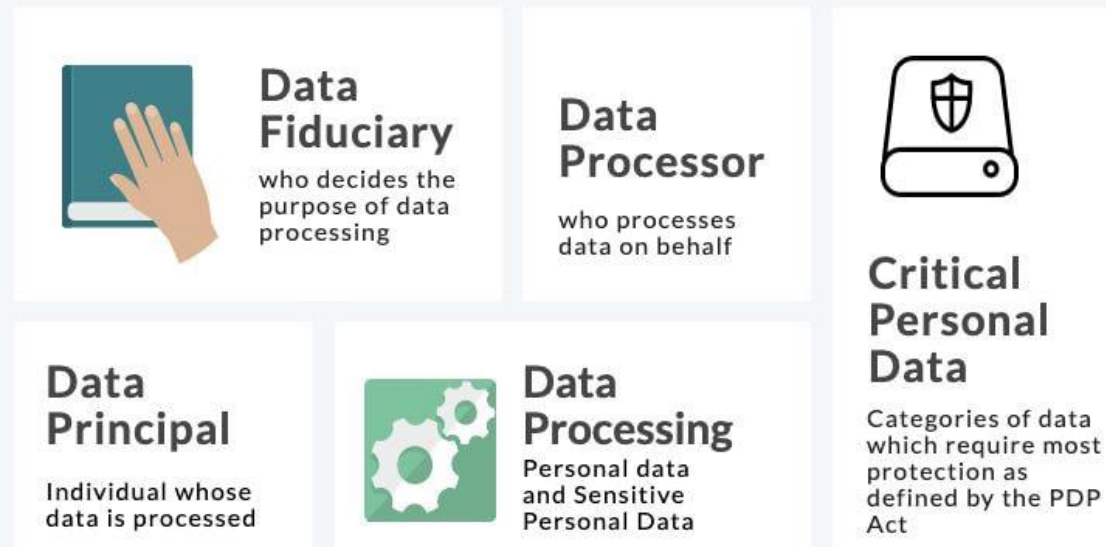 Data
Fiduciary
who decides the
purpose of data
processing
Data
Processor
who processes
data on behalf
Critical
Personal
Data
Categories of data
which require most
protection as
defined by the PDP
Act
Data
Principal
Individual whose
data is processed
Data
Processing
Personal data
and Sensitive
Personal Data